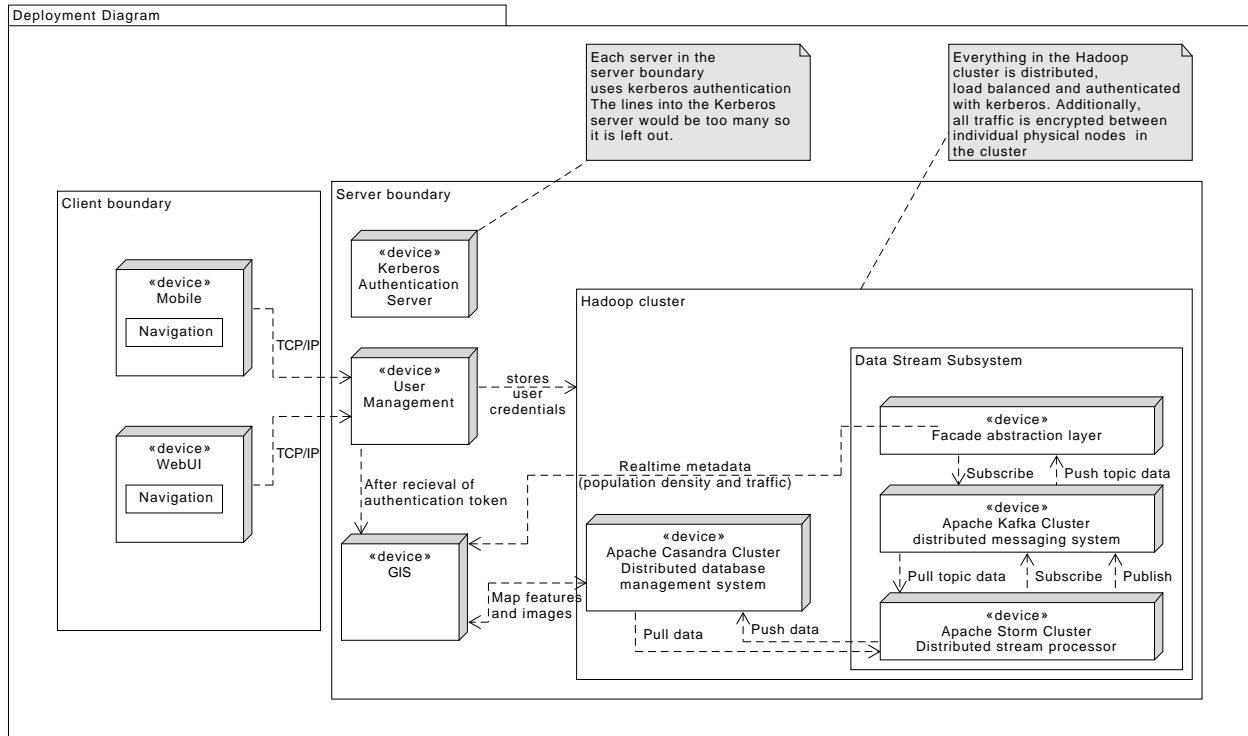 Deployment Diagram
Each server in the
server boundary
uses kerberos authentication
The lines into the Kerberos
server would be too many so
it is left out.
Everything in the Hadoop
cluster is distributed,
load balanced and authenticated
with kerberos. Additionally,
all traffic is encrypted between
individual physical nodes in
the cluster
Client boundary
«device»
Mobile
Navigation
TCP/IP
«device»
WebUI
Navigation
TCP/IP
Server boundary
«device»
Kerberos
Authentication
Server
«device»
User
Management
stores
user
credentials
After recieval of
authentication token
«device»
GIS
Hadoop cluster
Realtime metadata
(population density and traffic)
Map features
and images
«device»
Apache Casandra Cluster
Distributed database
management system
Pull data
Push data
Data Stream Subsystem
«device»
Facade abstraction layer
Subscribe
Push topic data
«device»
Apache Kafka Cluster
distributed messaging system
Pull topic data
Subscribe
Publish
«device»
Apache Storm Cluster
Distributed stream processor